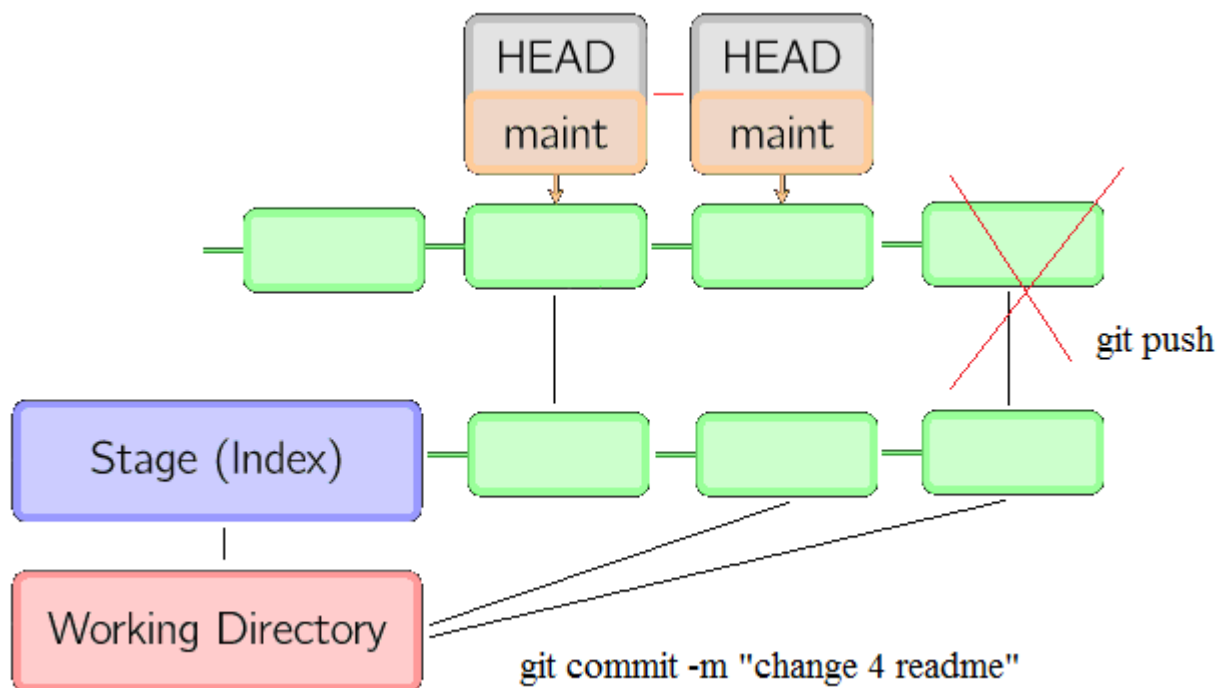 HEAD
HEAD
maint
maint
git push
Stage (Index)
Working Directory
git commit -m "change 4 readme"